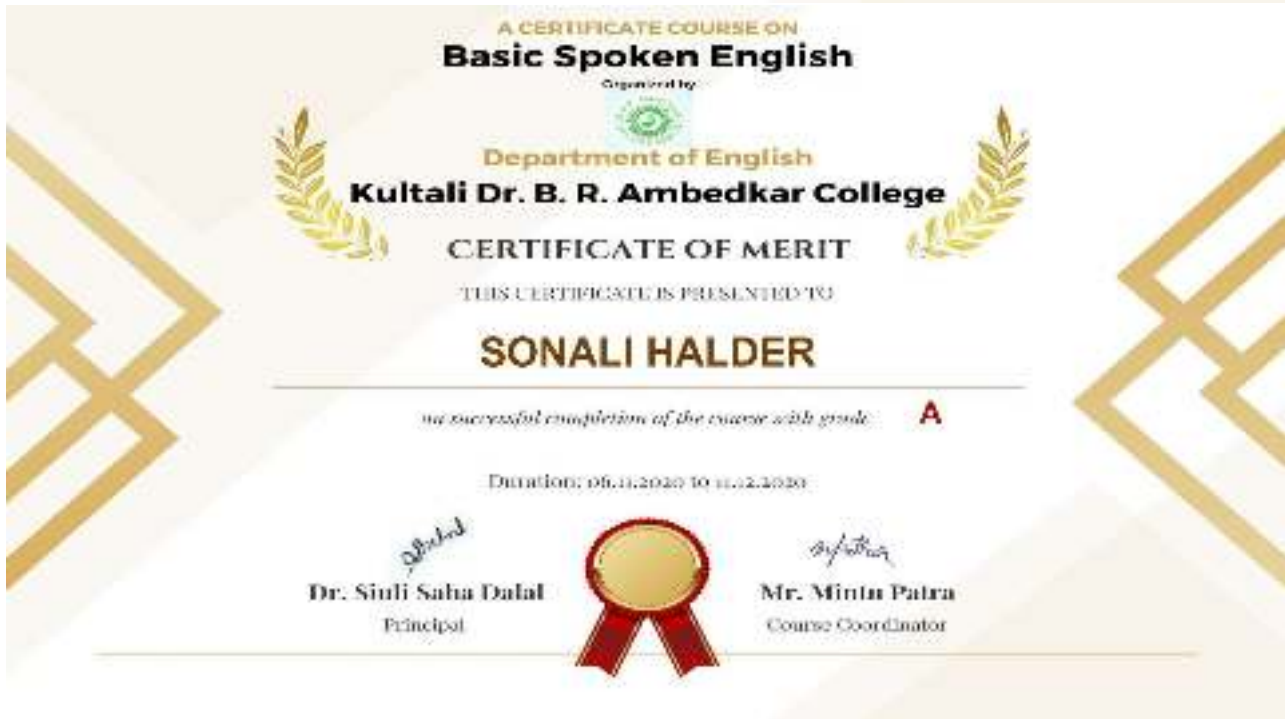 A CERTIFICATE COURSE ON
Basic Spoken English
Organized by
Department of English
Kultali Dr. B. R. Ambedkar College
CERTIFICATE OF MERIT
THIS CERTIFICATE IS PRESENTED TO
SONALI HALDER
on successful completion of the course with grade A
Duration: 06.11.2020 to 11.12.2020
Dr. Siuli Saha Dalal Mr. Mintu Patra
Principal Course Coordinator